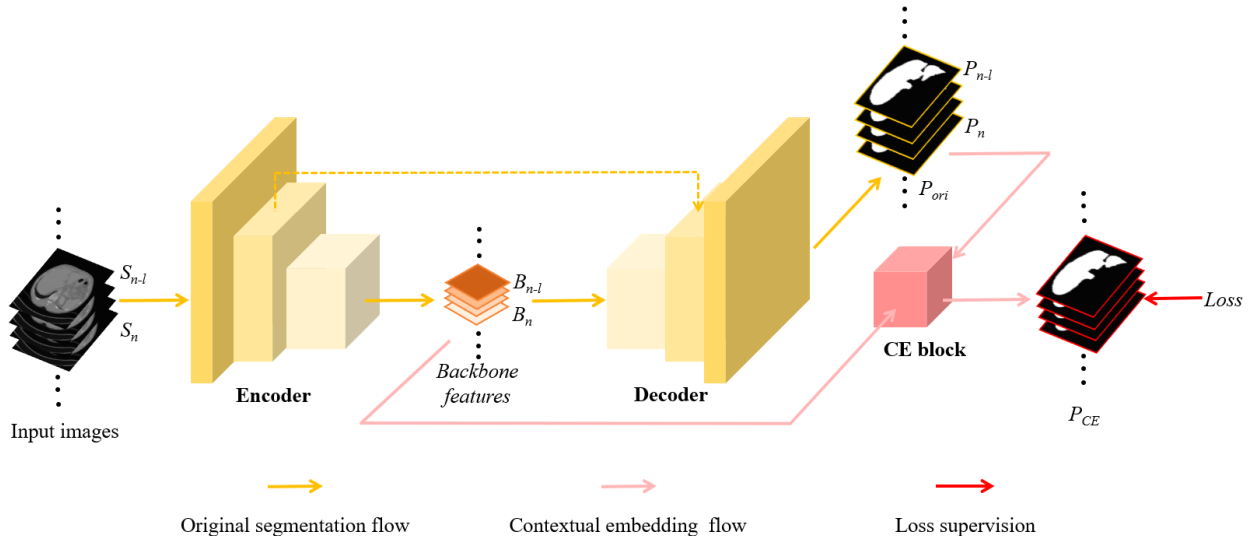 P_{n-l}
P_n
P_{ori}
S_{n-l}
S_n
B_{n-l}
B_n
Loss
CE block
Backbone
features
Encoder
Decoder
P_{CE}
Input images
Original segmentation flow
Contextual embedding flow
Loss supervision